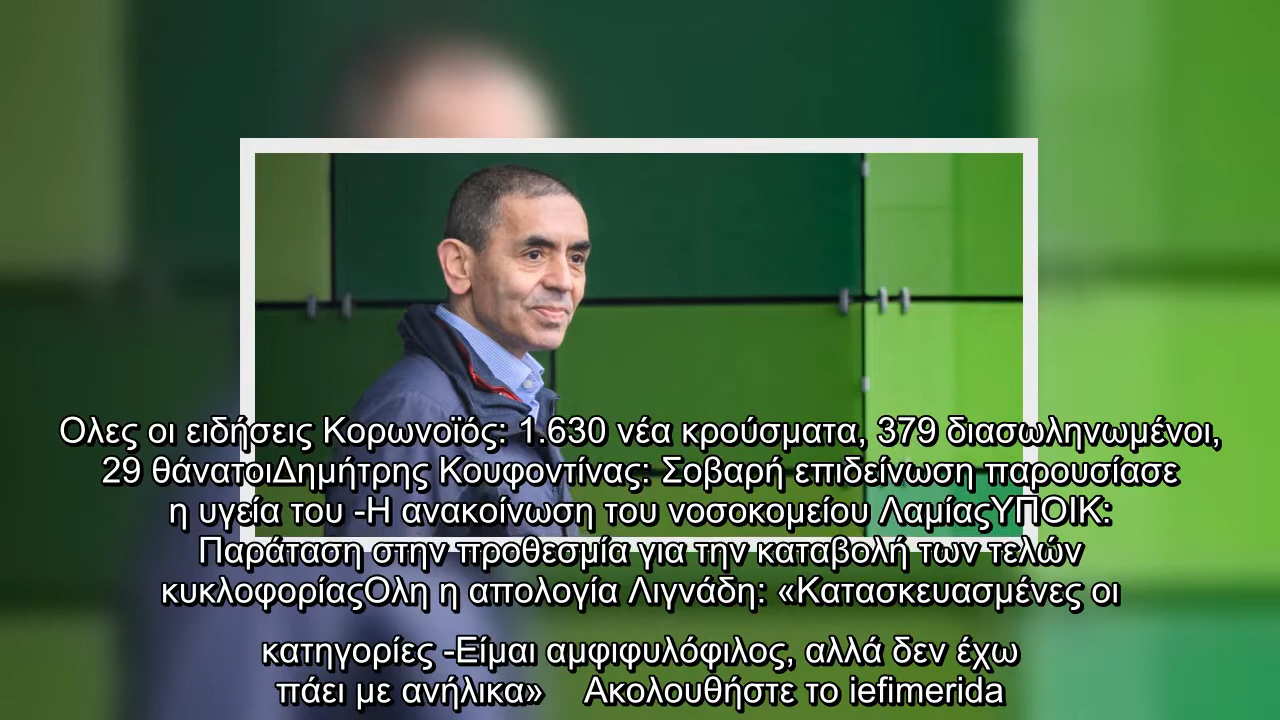 Ολες οι ειδήσεις Κορωνοϊός: 1.630 νέα κρούσματα, 379 διασωληνωμένοι,
29 θάνατοιΔημήτρης Κουφοντίνας: Σοβαρή επιδείνωση παρουσίασε
η υγεία του -Η ανακοίνωση του νοσοκομείου ΛαμίαςΥΠΟΙΚ:
Παράταση στην προθεσμία για την καταβολή των τελών
κυκλοφορίαςΟλη η απολογία Λιγνάδη: «Κατασκευασμένες οι
κατηγορίες -Είμαι αμφιφυλόφιλος, αλλά δεν έχω
πάει με ανήλικα» Ακολουθήστε το iefimerida